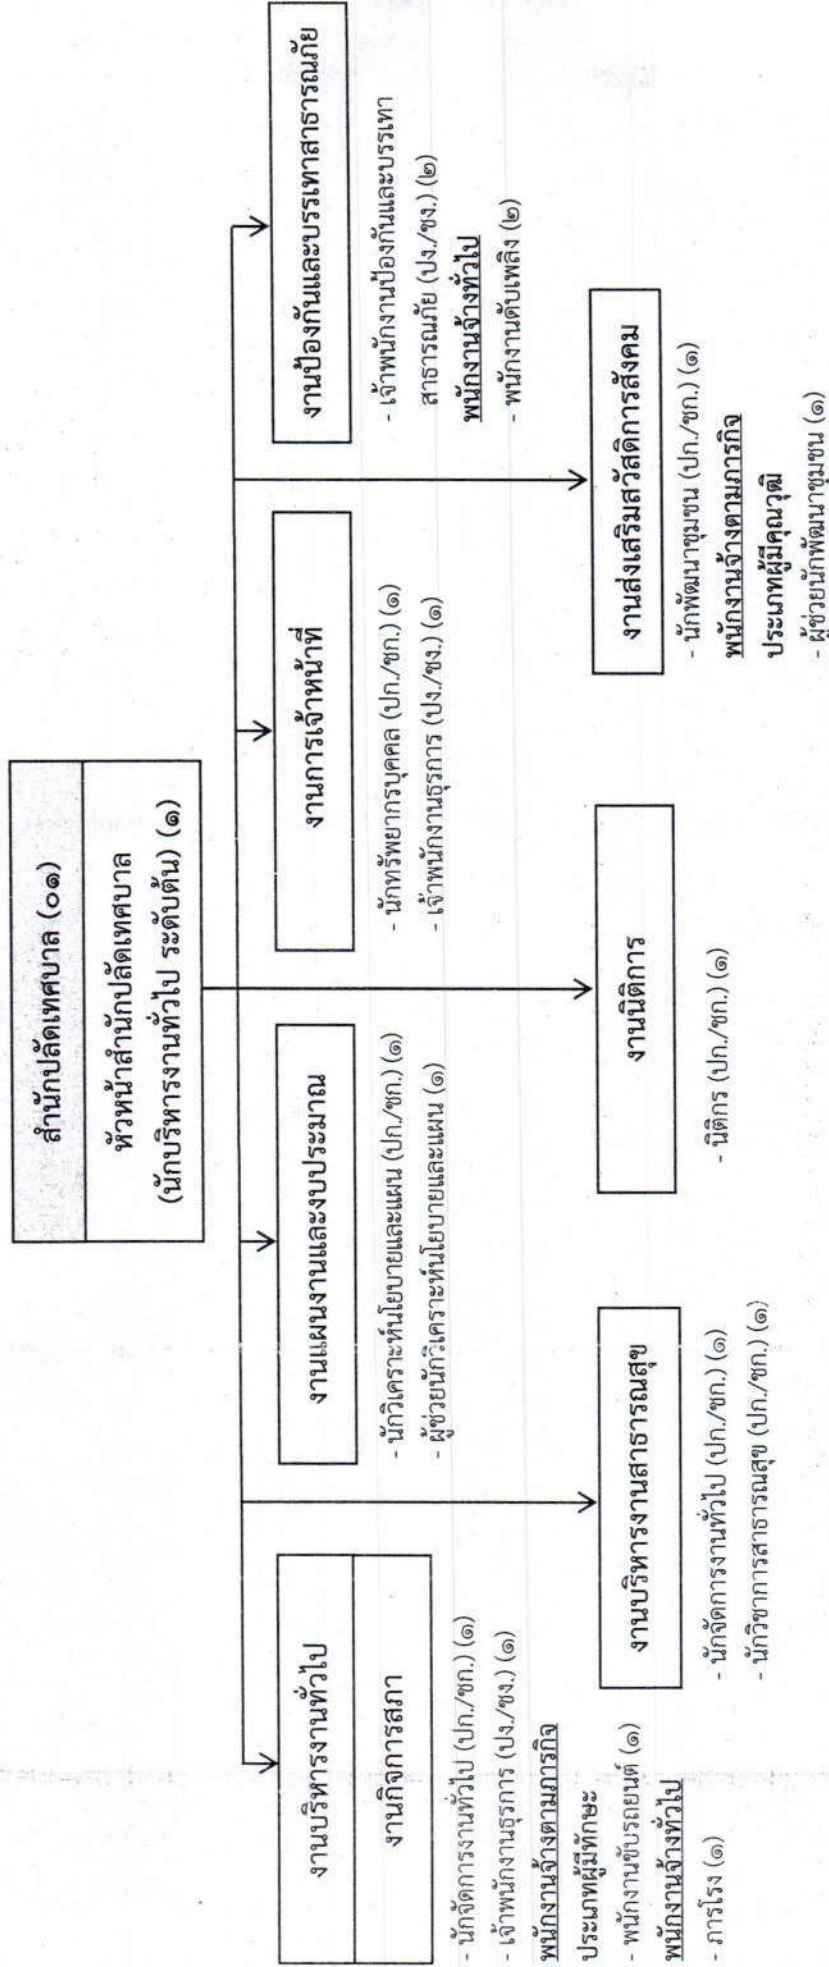 สำนักปลัดเทศบาล (๐๑)
หัวหน้าสำนักปลัดเทศบาล
(นักบริหารงานทั่วไป ระดับต้น) (๑)
งานบริหารงานทั่วไป
งานกิจการสภา
- นักจัดการงานทั่วไป (ปก./ชก.) (๑)
- เจ้าพนักงานธุรการ (ปง./ชง.) (๑)
พนักงานจ้างตามภารกิจ
ประเภทผู้มีทักษะ
- พนักงานขับรถยนต์ (๑)
พนักงานจ้างทั่วไป
- ภารโรง (๑)
งานแผนงานและงบประมาณ
- นักวิเคราะห์นโยบายและแผน (ปก./ชก.) (๑)
- ผู้ช่วยนักวิเคราะห์นโยบายและแผน (๑)
งานการเจ้าหน้าที่
- นักทรัพยากรบุคคล (ปก./ชก.) (๑)
- เจ้าพนักงานธุรการ (ปง./ชง.) (๑)
งานป้องกันและบรรเทาสาธารณภัย
- เจ้าพนักงานป้องกันและบรรเทา
สาธารณภัย (ปง./ชง.) (๒)
พนักงานจ้างทั่วไป
- พนักงานดับเพลิง (๒)
งานบริหารงานสาธารณสุข
- นักจัดการงานทั่วไป (ปก./ชก.) (๑)
- นักวิชาการสาธารณสุข (ปก./ชก.) (๑)
งานนิติการ
- นิติกร (ปก./ชก.) (๑)
งานส่งเสริมสวัสดิการสังคม
- นักพัฒนาชุมชน (ปก./ชก.) (๑)
พนักงานจ้างตามภารกิจ
ประเภทผู้มีคุณวุฒิ
- ผู้ช่วยนักพัฒนาชุมชน (๑)